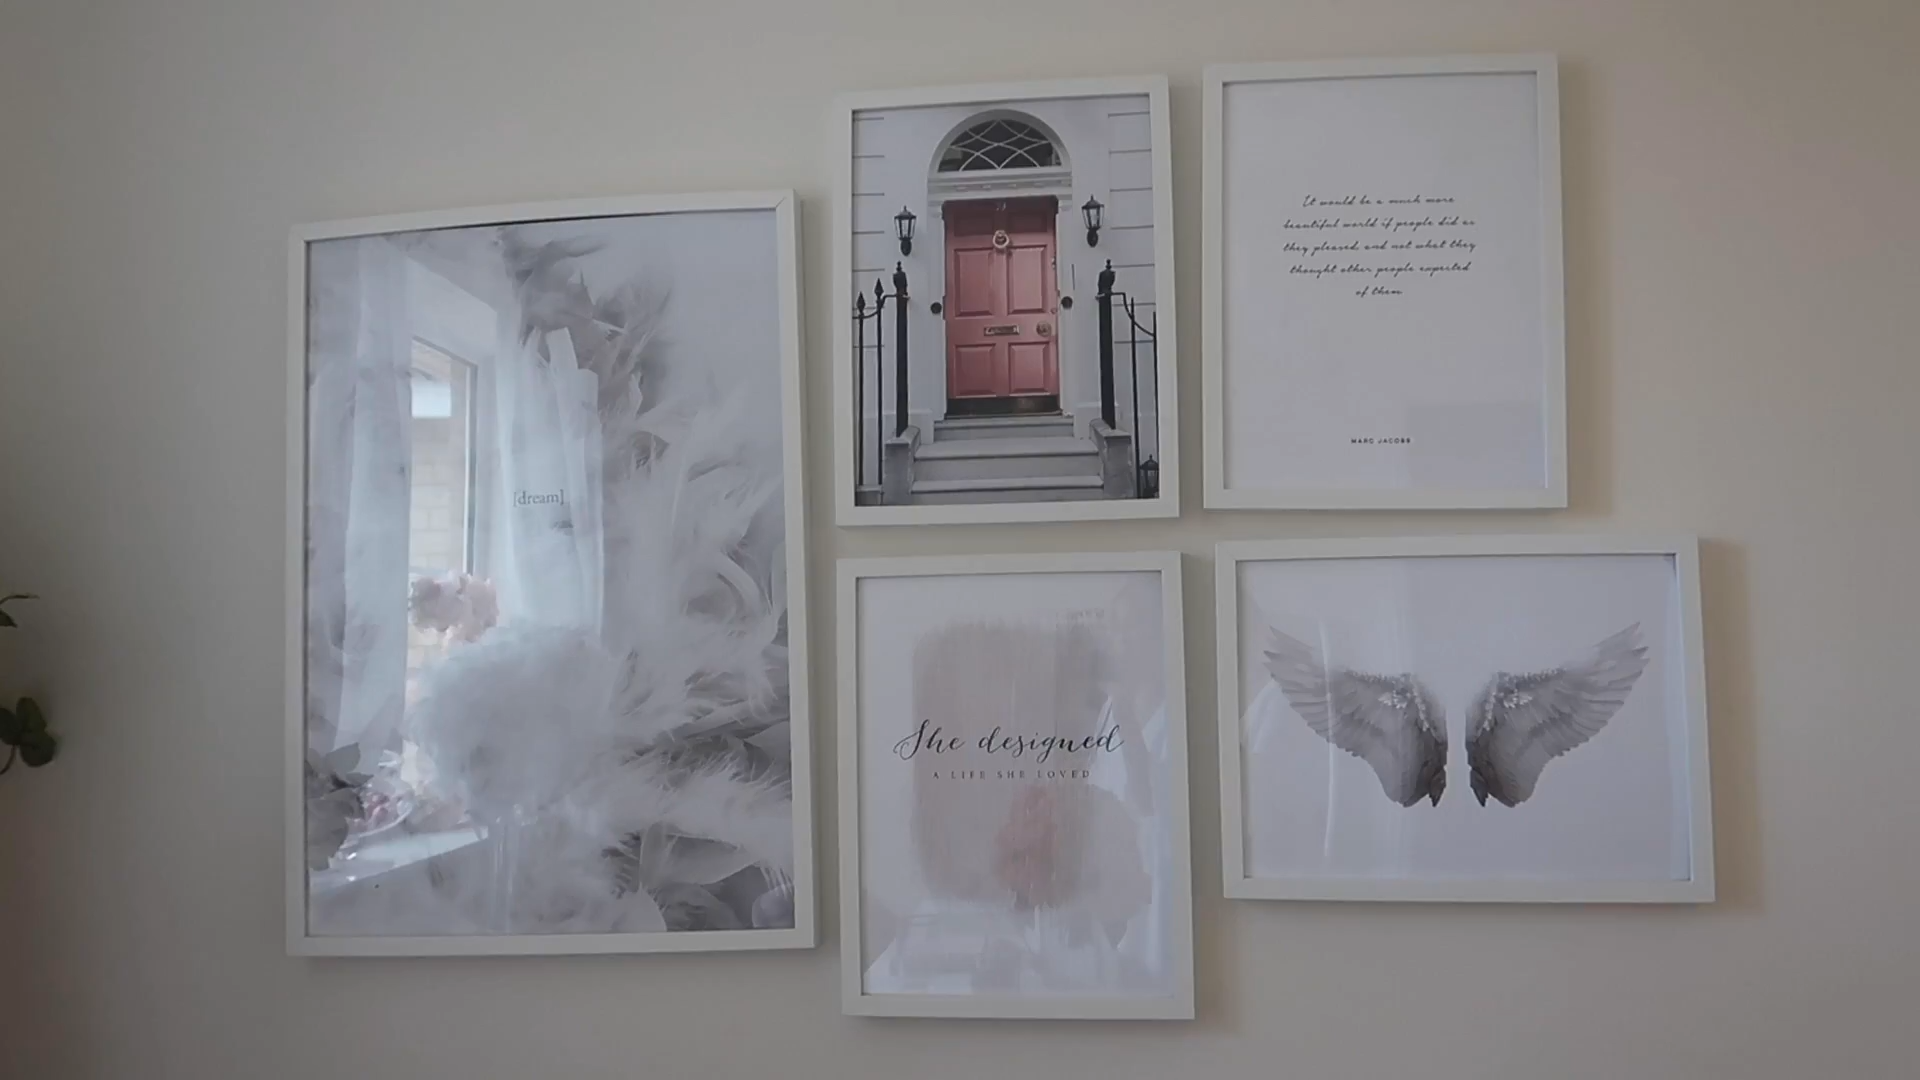 [dream]
It would be a much more
beautiful world if people did as
they pleased, and not what they
thought other people expected
of them
MARC JACOBS
She designed
A LIFE SHE LOVED